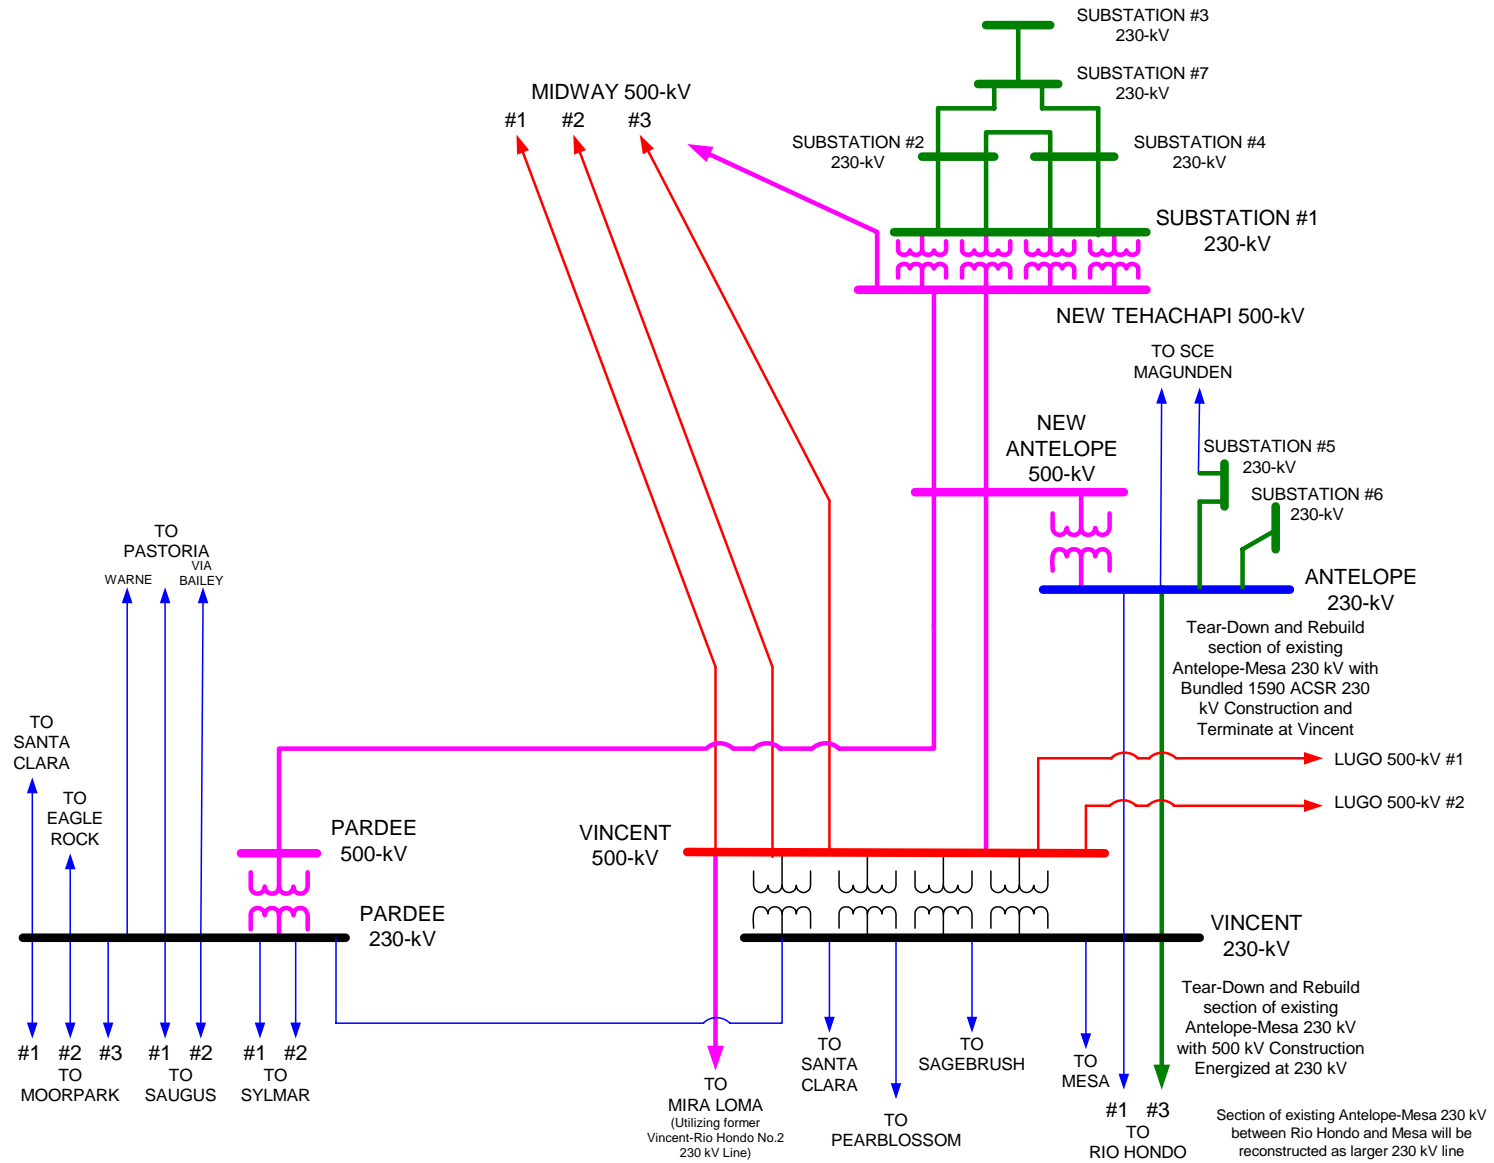 SUBSTATION #3
230-kV
SUBSTATION #7
230-kV
MIDWAY 500-kV
#1
#2
#3
SUBSTATION #2
230-kV
SUBSTATION #4
230-kV
SUBSTATION #1
230-kV
NEW TEHACHAPI 500-kV
TO SCE
MAGUNDEN
NEW
ANTELOPE
500-kV
SUBSTATION #5
230-kV
SUBSTATION #6
230-kV
TO
PASTORIA
WARNE
VIA
BAILEY
ANTELOPE
230-kV
Tear-Down and Rebuild
section of existing
Antelope-Mesa 230 kV with
Bundled 1590 ACSR 230
kV Construction and
Terminate at Vincent
TO
SANTA
CLARA
TO
EAGLE
ROCK
LUGO 500-kV #1
LUGO 500-kV #2
PARDEE
500-kV
VINCENT
500-kV
PARDEE
230-kV
VINCENT
230-kV
Tear-Down and Rebuild
section of existing
Antelope-Mesa 230 kV
with 500 kV Construction
Energized at 230 kV
#1 #2 #3
TO
MOORPARK
#1 #2
TO
SAUGUS
#1 #2
TO
SYLMAR
TO
MIRA LOMA
(Utilizing former
Vincent-Rio Hondo No.2
230 kV Line)
TO
SANTA
CLARA
TO
PEARBLOSSOM
TO
SAGEBRUSH
TO
MESA
#1 #3
TO
RIO HONDO
Section of existing Antelope-Mesa 230 kV
between Rio Hondo and Mesa will be
reconstructed as larger 230 kV line